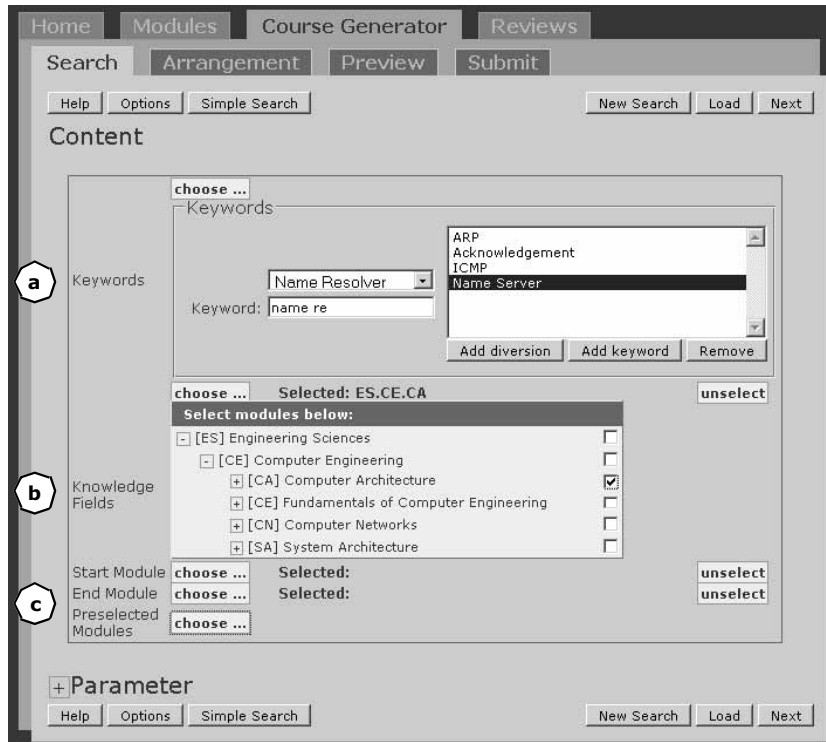 Home Modules Course Generator Reviews
Search Arrangement Preview Submit
Help Options Simple Search New Search Load Next
Content
choose ...
Keywords
ARP
Acknowledgement
ICMP
a Keywords Name Resolver Name Server
Keyword: name re
Add diversion Add keyword Remove
choose ... Selected: ES.CE.CA unselect
Select modules below:
- [ES] Engineering Sciences
- [CE] Computer Engineering
+ [CA] Computer Architecture
b Knowledge Fields
+ [CE] Fundamentals of Computer Engineering
+ [CN] Computer Networks
+ [SA] System Architecture
Start Module choose ... Selected: unselect
c End Module choose ... Selected: unselect
Preselected Modules choose ...
+ Parameter
Help Options Simple Search New Search Load Next